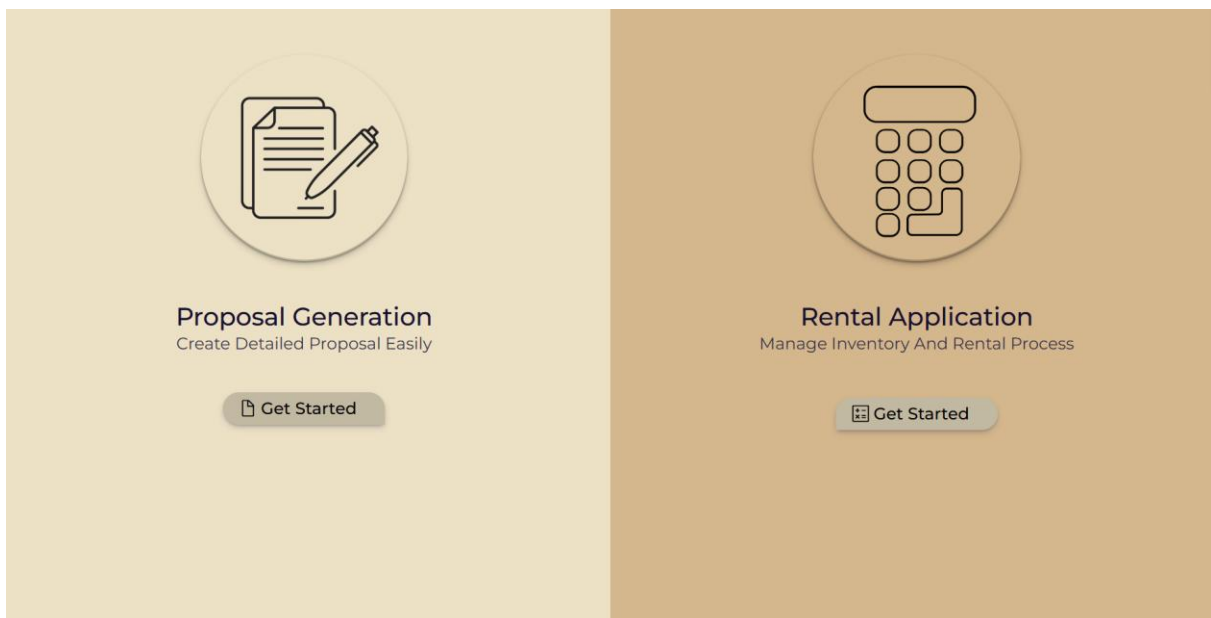 Proposal Generation
Create Detailed Proposal Easily
Get Started
Rental Application
Manage Inventory And Rental Process
Get Started